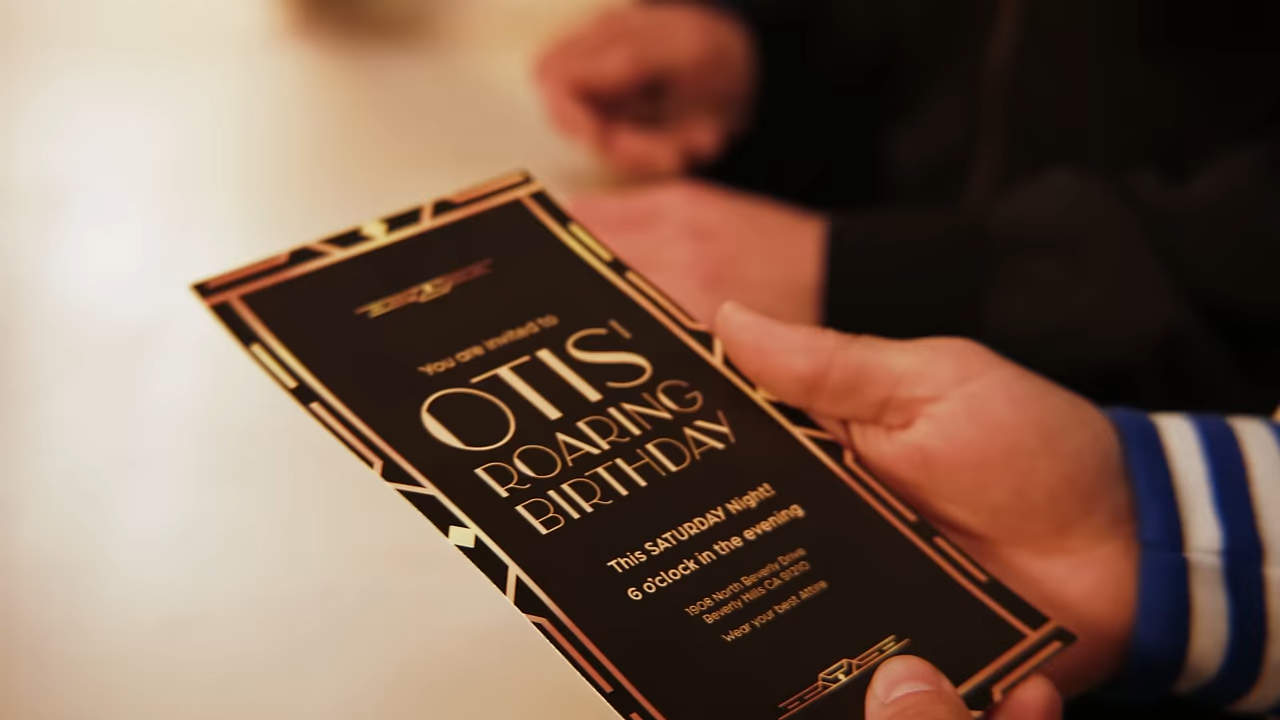 You are invited to
OTIS'
ROARING
BIRTHDAY
This SATURDAY Night!
6 o'clock in the evening
1908 North Beverly Drive
Beverly Hills CA 91210
Wear your best Attire